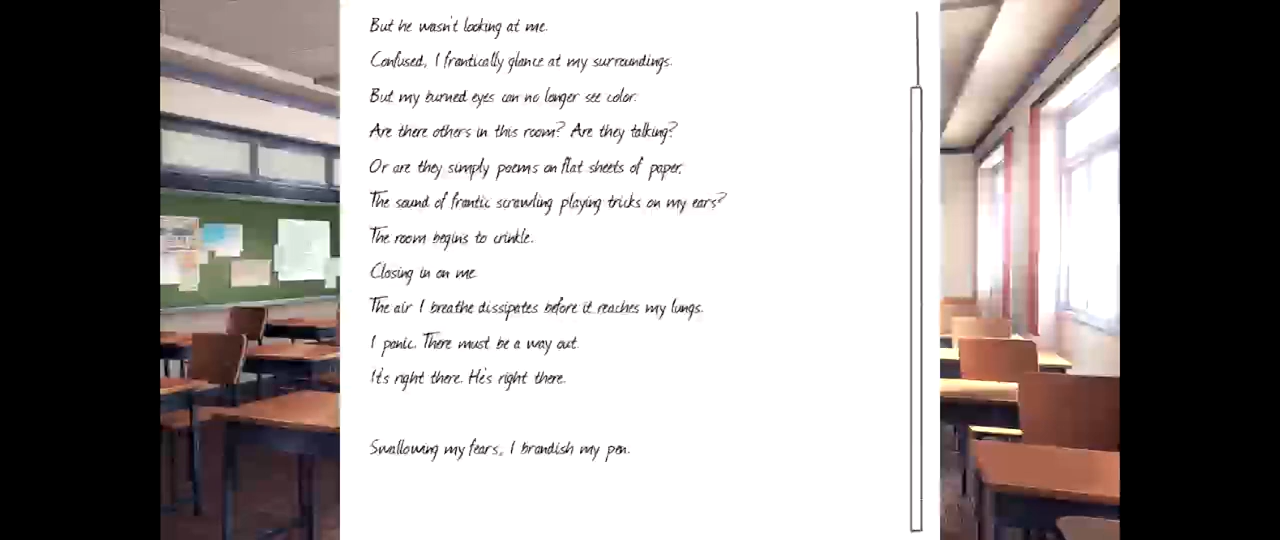 But he wasn't looking at me.
Confused, I frantically glance at my surroundings.
But my burned eyes can no longer see color.
Are there others in this room? Are they talking?
Or are they simply poems on flat sheets of paper,
The sound of frantic scrawling playing tricks on my ears?
The room begins to crinkle.
Closing in on me.
The air I breathe dissipates before it reaches my lungs.
I panic. There must be a way out.
It's right there. He's right there.
Swallowing my fears, I brandish my pen.